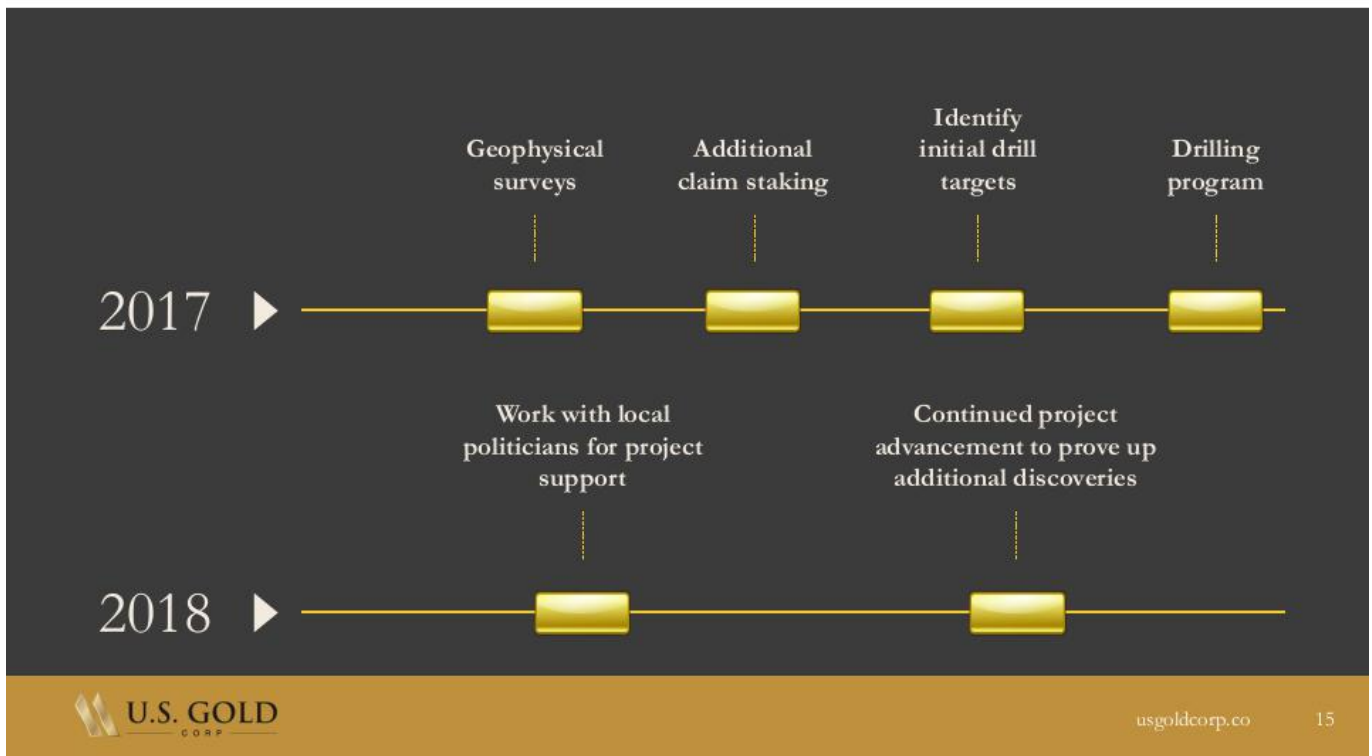 Geophysical
surveys
Additional
claim staking
Identify
initial drill
targets
Drilling
program
2017
Work with local
politicians for project
support
Continued project
advancement to prove up
additional discoveries
2018
U.S. GOLD
CORP
usgoldcorp.co
15